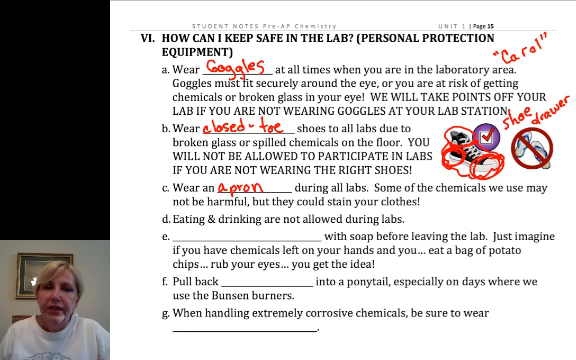 STUDENT NOTES Pre-AP Chemistry UNIT 1 | Page 15
VI. HOW CAN I KEEP SAFE IN THE LAB? (PERSONAL PROTECTION
EQUIPMENT)
"Carol"
a. Wear Goggles at all times when you are in the laboratory area.
Goggles must fit securely around the eye, or you are at risk of getting
chemicals or broken glass in your eye! WE WILL TAKE POINTS OFF YOUR
LAB IF YOU ARE NOT WEARING GOGGLES AT YOUR LAB STATION.
shoe drawer
b. Wear closed-toe shoes to all labs due to
broken glass or spilled chemicals on the floor. YOU
WILL NOT BE ALLOWED TO PARTICIPATE IN LABS
IF YOU ARE NOT WEARING THE RIGHT SHOES!
c. Wear an apron during all labs. Some of the chemicals we use may
not be harmful, but they could stain your clothes!
d. Eating & drinking are not allowed during labs.
e. ____________________ with soap before leaving the lab. Just imagine
if you have chemicals left on your hands and you... eat a bag of potato
chips... rub your eyes... you get the idea!
f. Pull back ____________ into a ponytail, especially on days where we
use the Bunsen burners.
g. When handling extremely corrosive chemicals, be sure to wear
____________________.